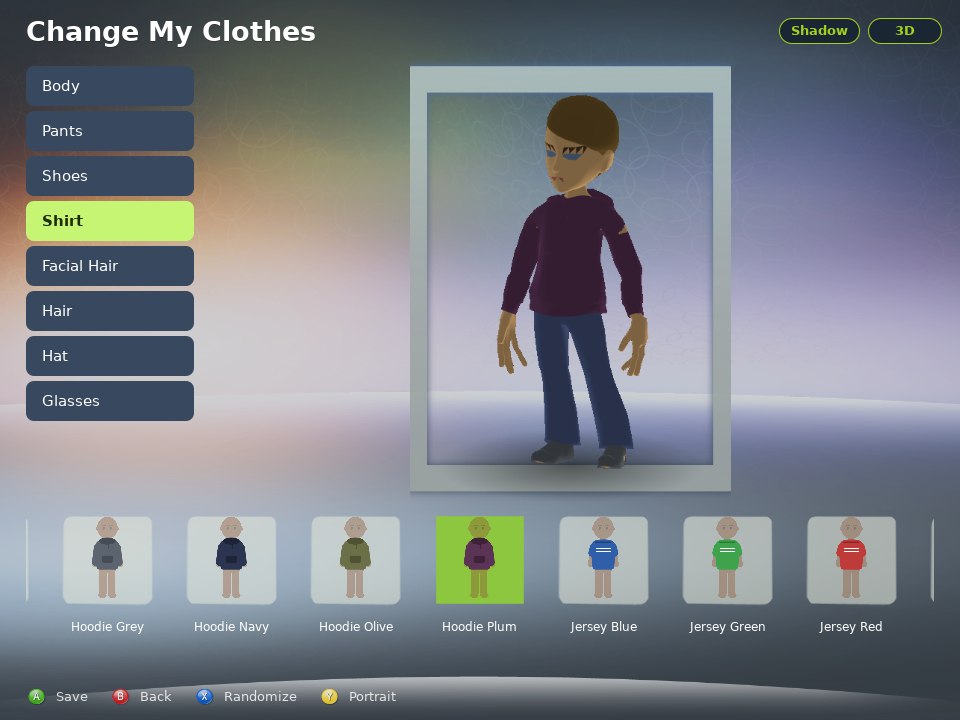 Change My Clothes
Shadow
3D
Body
Pants
Shoes
Shirt
Facial Hair
Hair
Hat
Glasses
Hoodie Grey
Hoodie Navy
Hoodie Olive
Hoodie Plum
Jersey Blue
Jersey Green
Jersey Red
A Save
B Back
X Randomize
Y Portrait